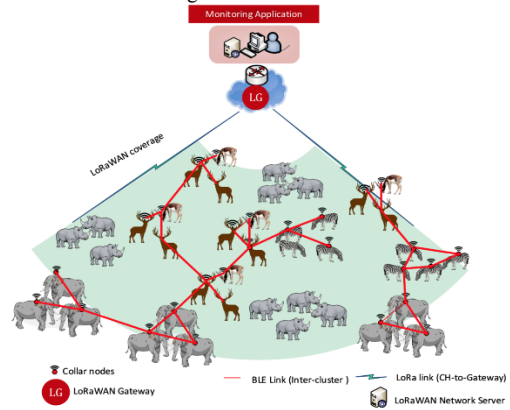 Monitoring Application
LG
LoRaWAN coverage
Collar nodes
BLE Link (Inter-cluster )
LoRa link (CH-to-Gateway)
LG
LoRaWAN Gateway
LoRaWAN Network Server